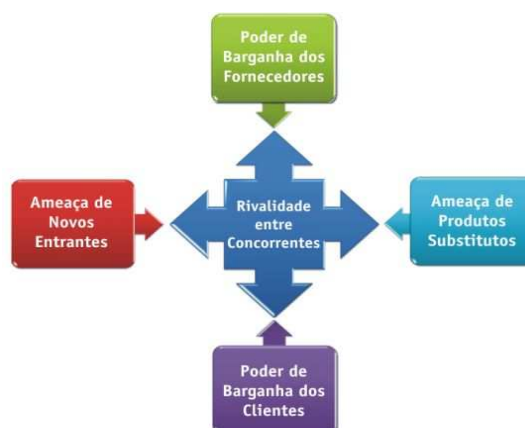 Poder de
Barganha dos
Fornecedores
Ameaça de
Novos
Entrantes
Rivalidade
entre
Concorrentes
Ameaça de
Produtos
Substitutos
Poder de
Barganha dos
Clientes